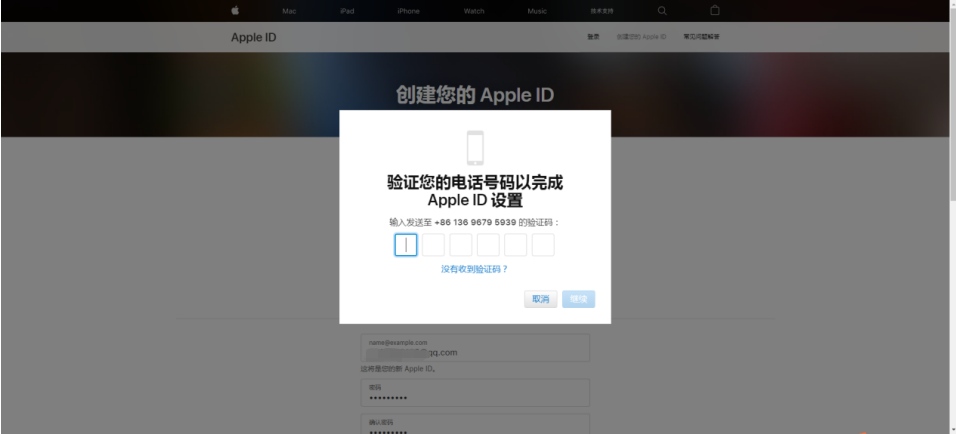 Mac iPad iPhone Watch Music 技术支持
Apple ID 登录 创建您的 Apple ID 常见问题解答
创建您的 Apple ID
验证您的电话号码以完成
Apple ID 设置
输入发送至 +86 136 9679 5939 的验证码：
没有收到验证码？
取消 继续
name@example.com
qq.com
这将是您的新 Apple ID。
密码
•••••••••
确认密码
•••••••••